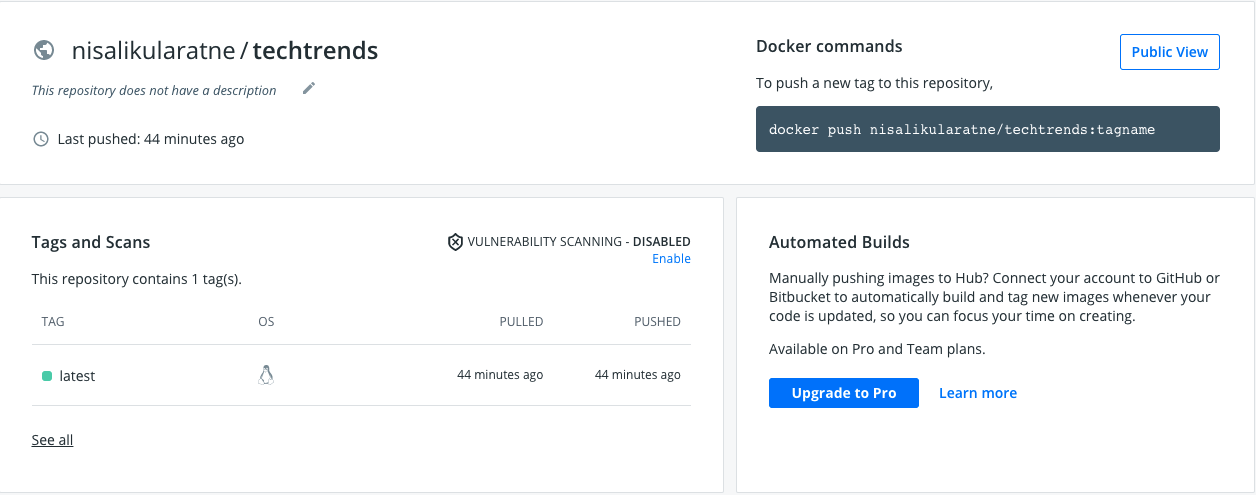 nisalikularatne / techtrends
This repository does not have a description
Last pushed: 44 minutes ago
Docker commands
Public View
To push a new tag to this repository,
docker push nisalikularatne/techtrends:tagname
Tags and Scans
VULNERABILITY SCANNING - DISABLED
Enable
This repository contains 1 tag(s).
TAG OS PULLED PUSHED
latest 44 minutes ago 44 minutes ago
See all
Automated Builds
Manually pushing images to Hub? Connect your account to GitHub or
Bitbucket to automatically build and tag new images whenever your
code is updated, so you can focus your time on creating.
Available on Pro and Team plans.
Upgrade to Pro Learn more